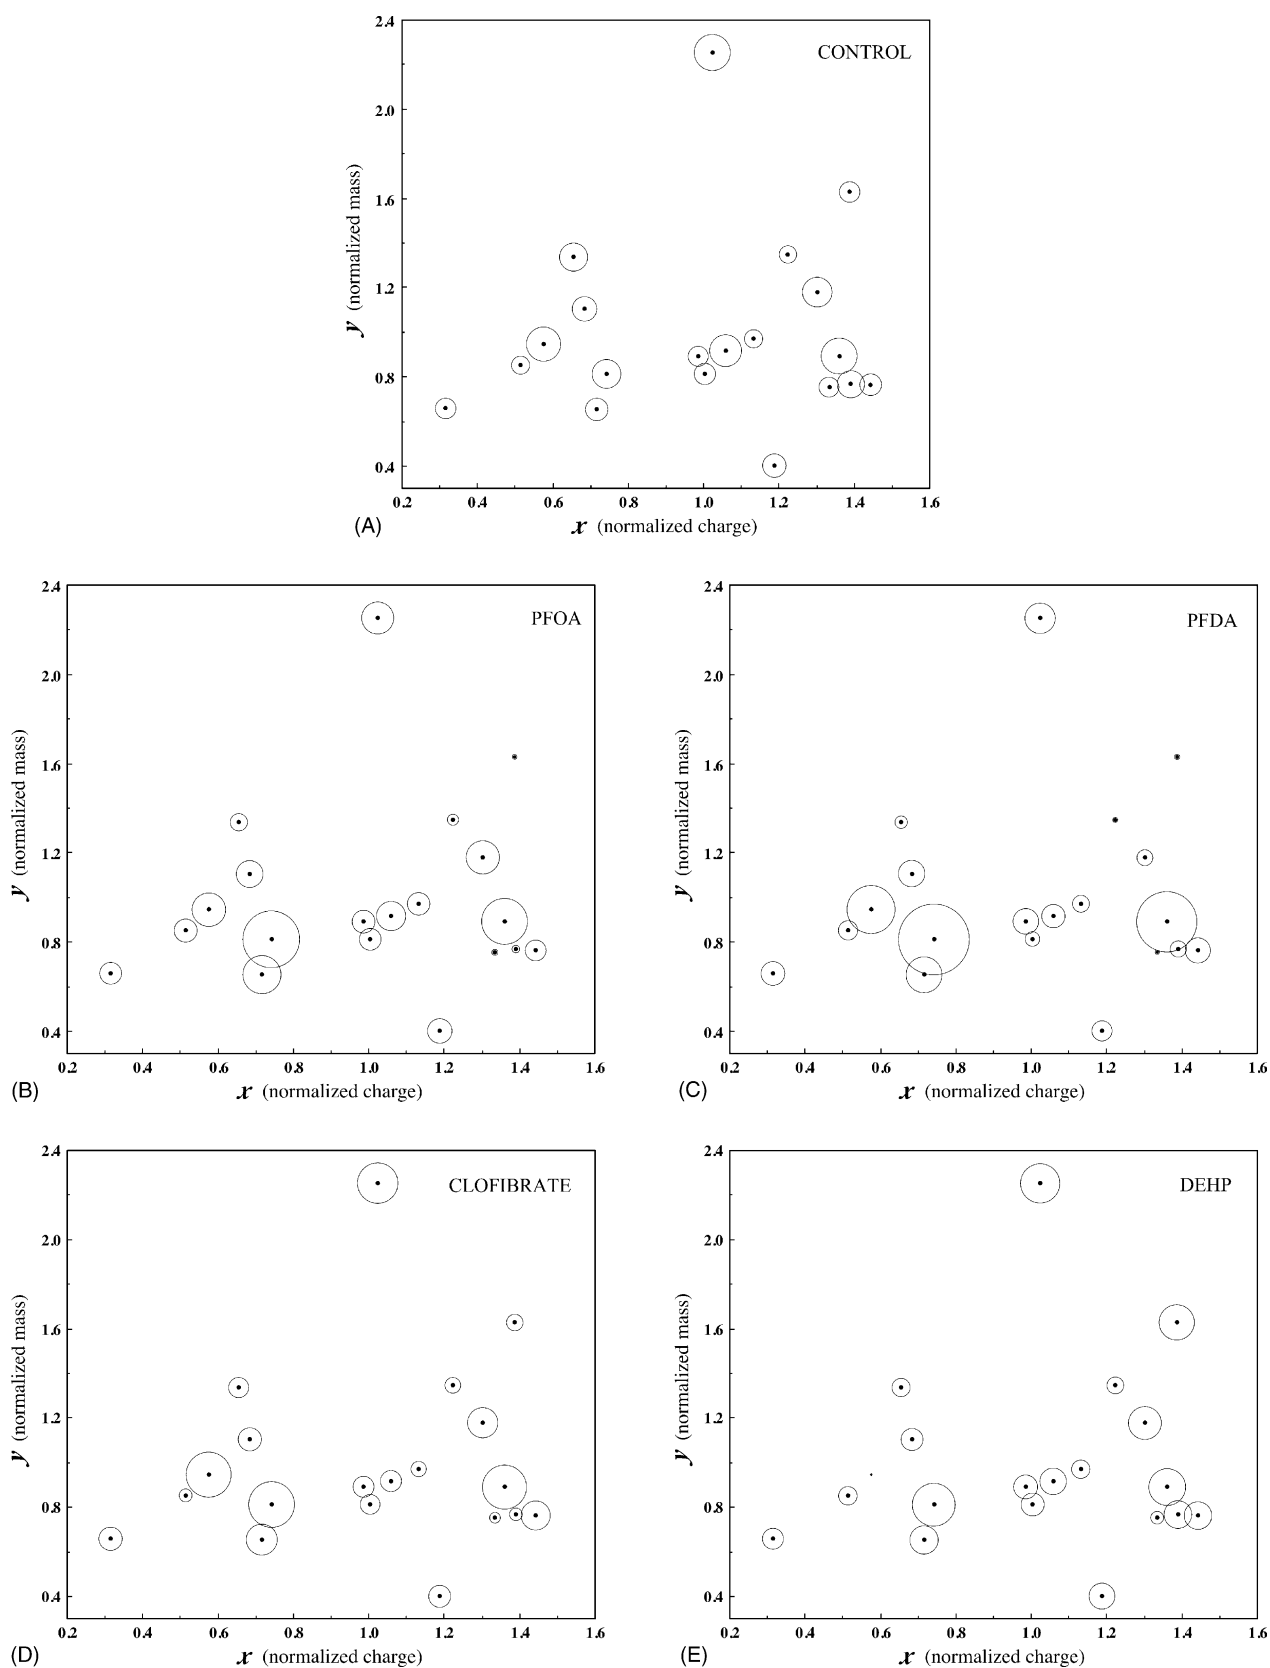 2.4
CONTROL
2.0
1.6
1.2
0.8
0.4
y (normalized mass)
0.2 0.4 0.6 0.8 1.0 1.2 1.4 1.6
(A) x (normalized charge)
2.4 2.4
PFOA PFDA
2.0 2.0
1.6 1.6
1.2 1.2
0.8 0.8
0.4 0.4
y (normalized mass) y (normalized mass)
0.2 0.4 0.6 0.8 1.0 1.2 1.4 1.6 0.2 0.4 0.6 0.8 1.0 1.2 1.4 1.6
(B) x (normalized charge) (C) x (normalized charge)
2.4 2.4
CLOFIBRATE DEHP
2.0 2.0
1.6 1.6
1.2 1.2
0.8 0.8
0.4 0.4
y (normalized mass) y (normalized mass)
0.2 0.4 0.6 0.8 1.0 1.2 1.4 1.6 0.2 0.4 0.6 0.8 1.0 1.2 1.4 1.6
(D) x (normalized charge) (E) x (normalized charge)